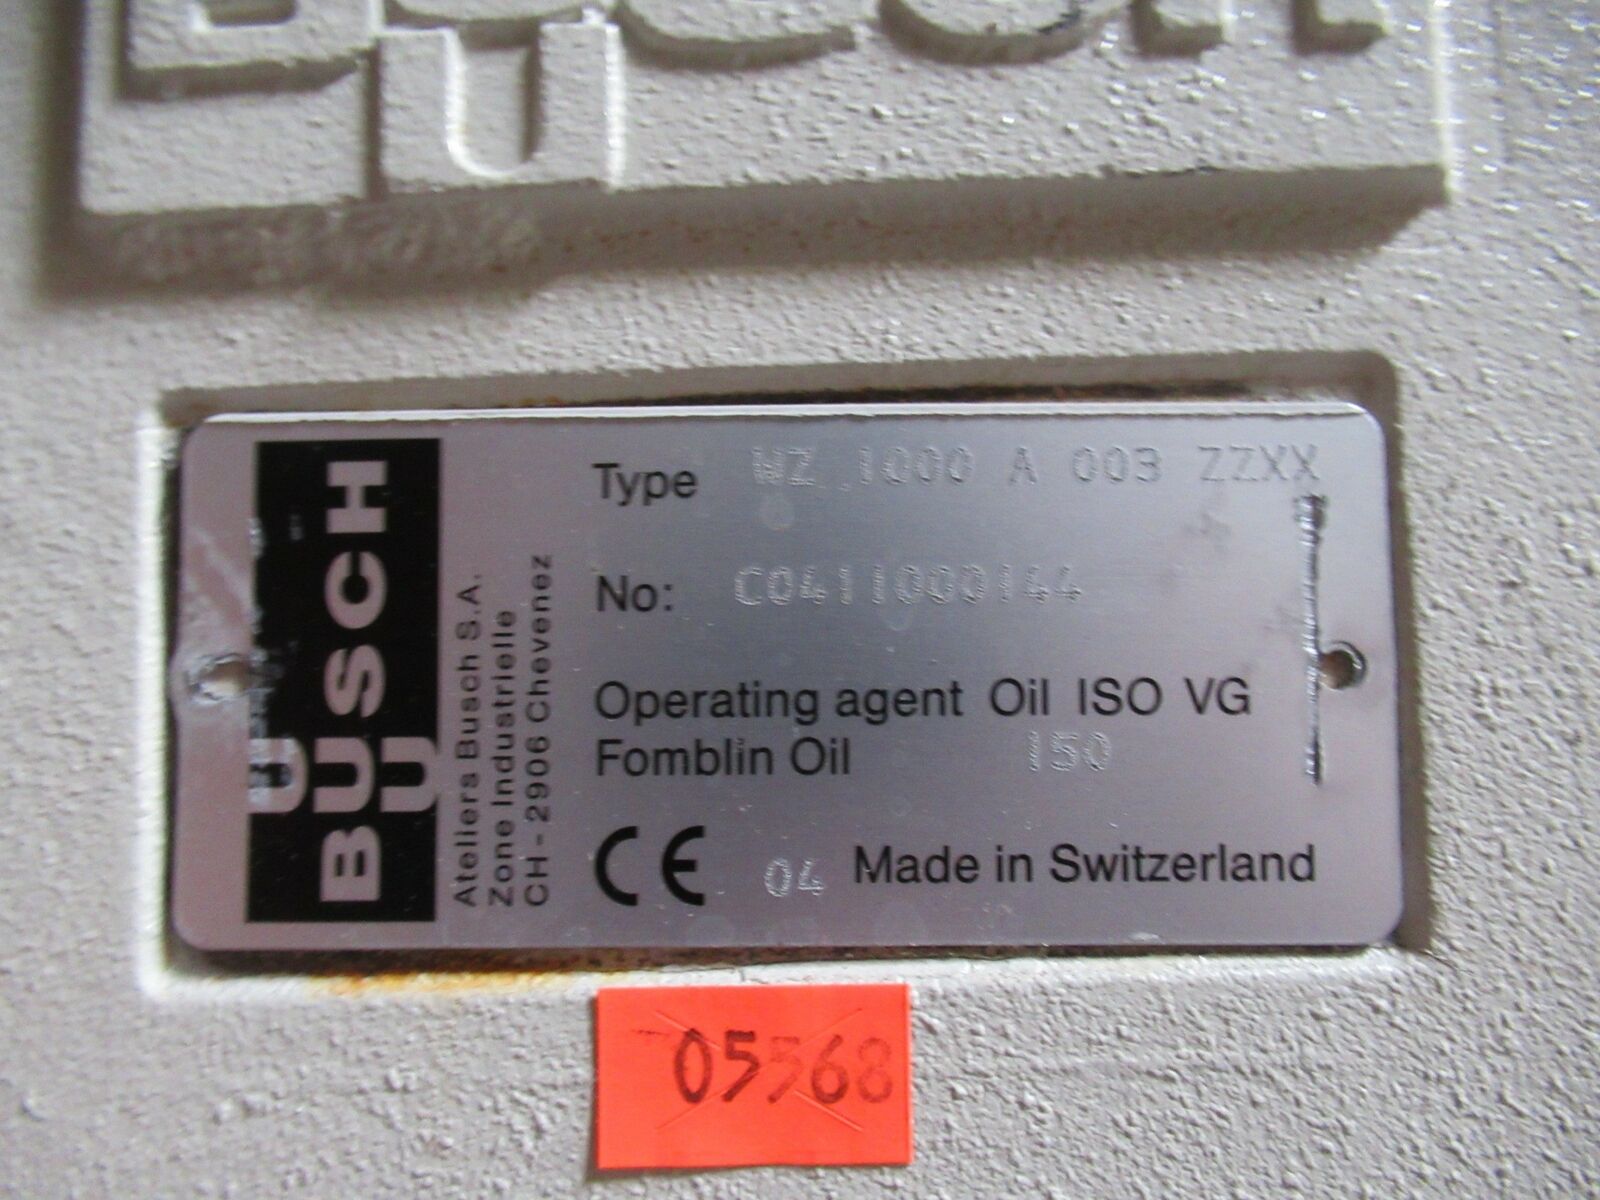 BUSCH
Ateliers Busch S.A.
Zone Industrielle
CH-2906 Chevenez
Type WZ 1000 A 003 ZZXX
No: C0411000144
Operating agent Oil ISO VG
Fomblin Oil 150
CE 04 Made in Switzerland
05568